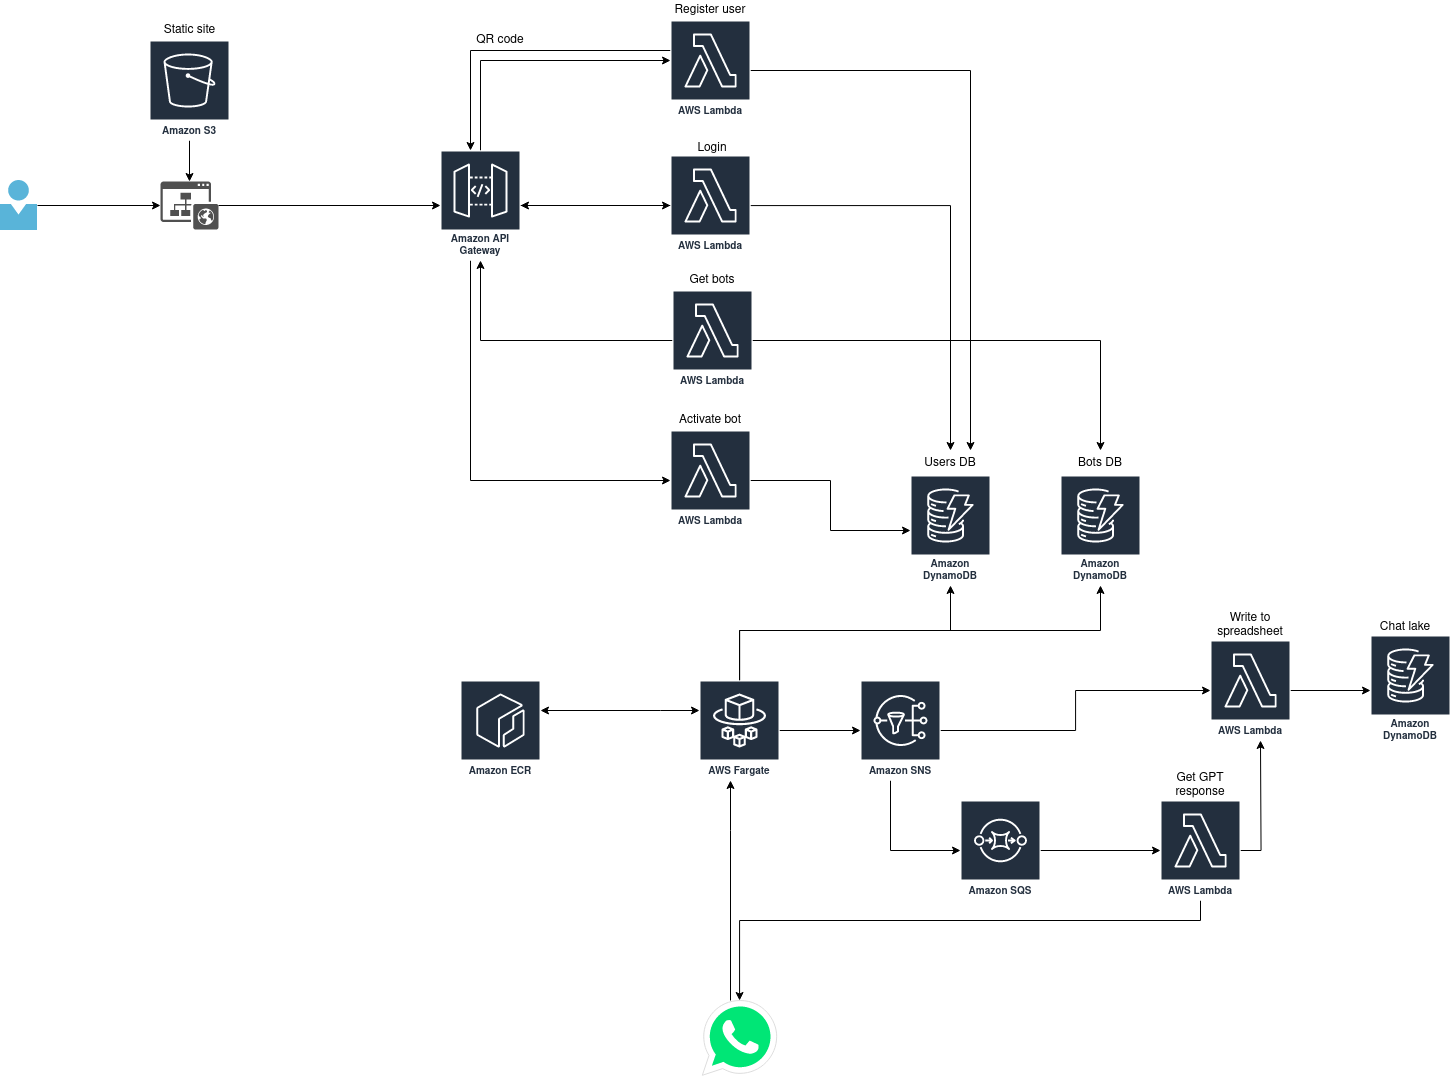 Register user
Static site
QR code
AWS Lambda
Amazon S3
Login
Amazon API
Gateway
AWS Lambda
Get bots
AWS Lambda
Activate bot
Users DB
Bots DB
AWS Lambda
Amazon
DynamoDB
Amazon
DynamoDB
Write to
spreadsheet
Chat lake
AWS Lambda
Amazon
DynamoDB
Amazon ECR
AWS Fargate
Amazon SNS
Get GPT
response
Amazon SQS
AWS Lambda